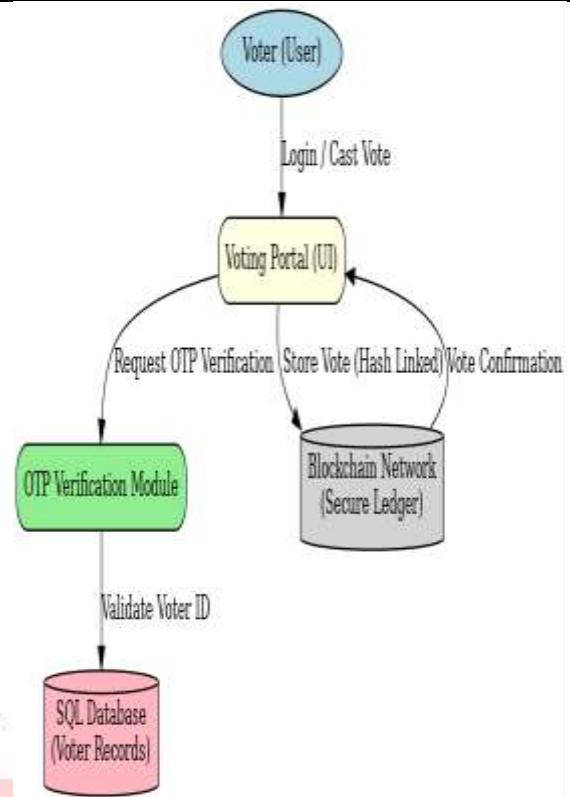 Voter (User)
Login / Cast Vote
Voting Portal (UI)
Request OTP Verification
Store Vote (Hash Linked)
Vote Confirmation
OTP Verification Module
Blockchain Network
(Secure Ledger)
Validate Voter ID
SQL Database
(Voter Records)